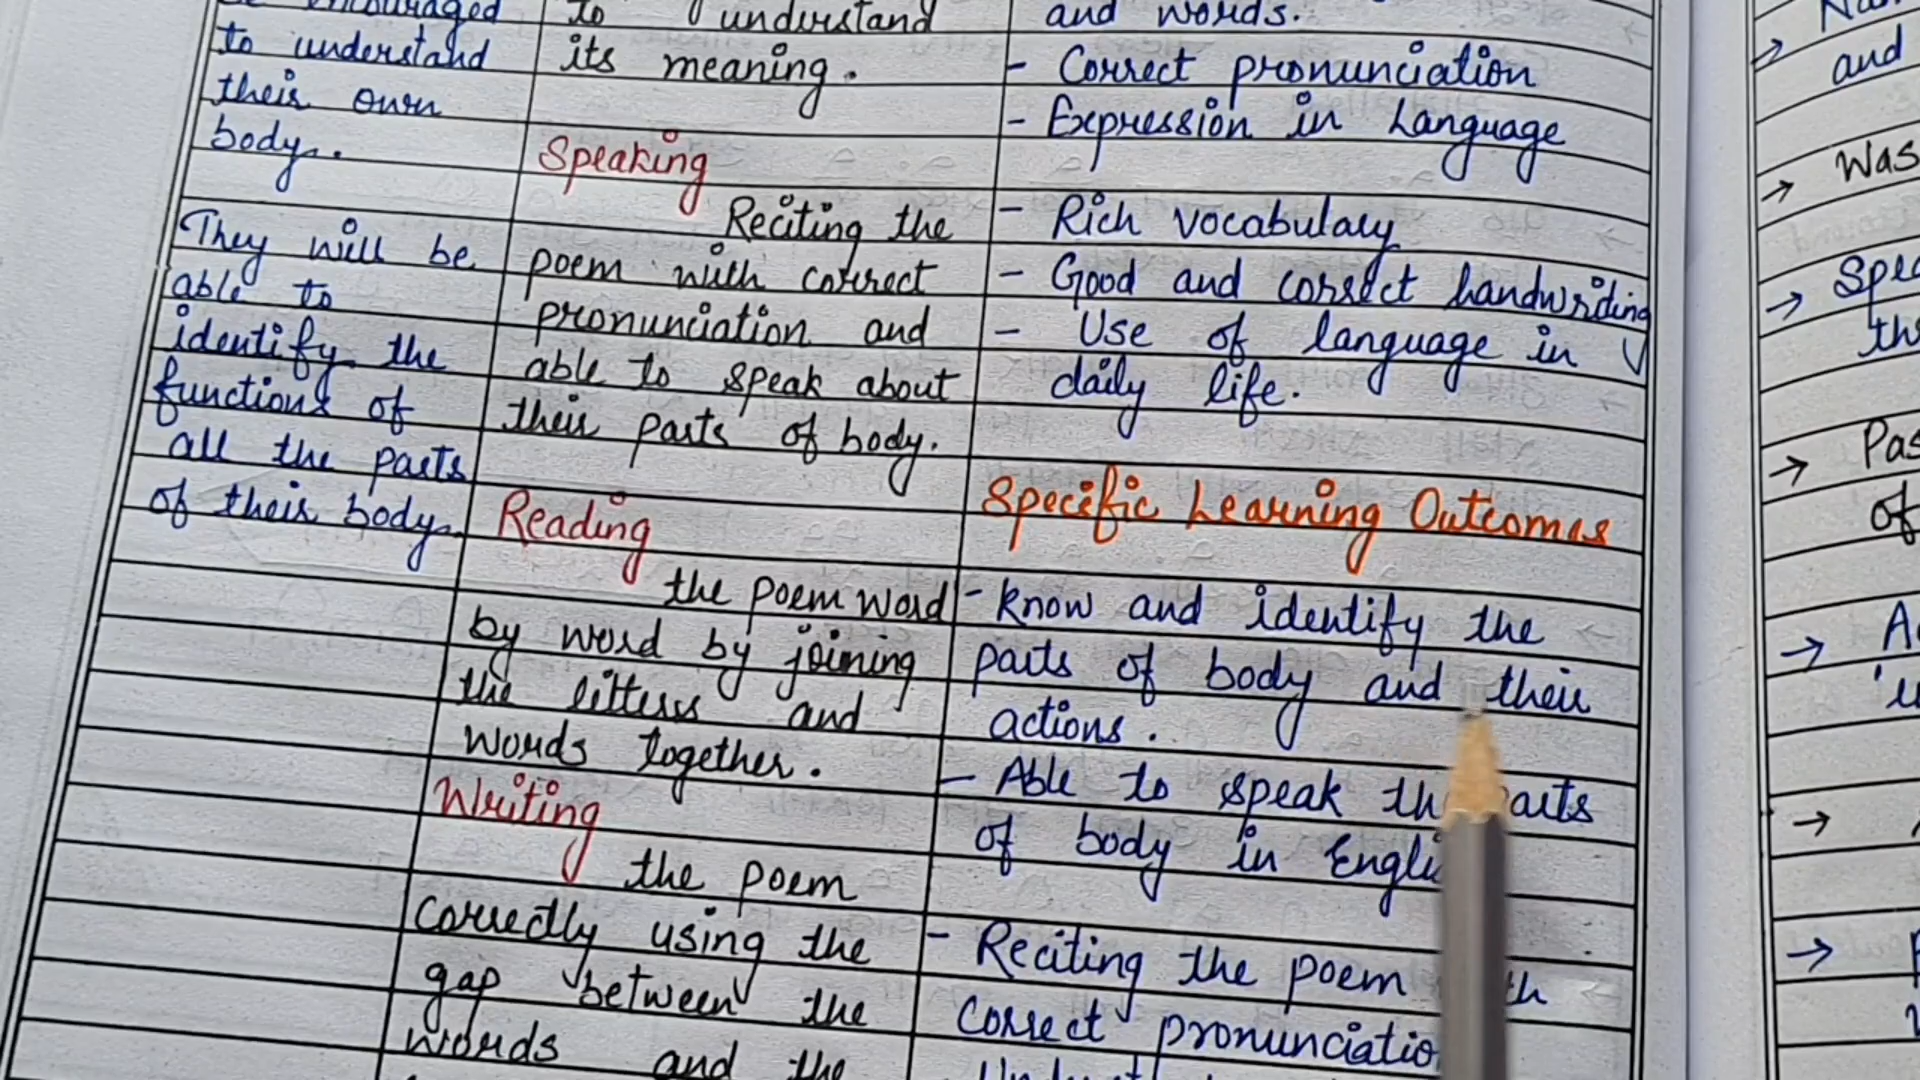 to understand
their own
body.
They will be
able to
identify the
functions of
all the parts
of their body.
to understand
its meaning.
Speaking
Reciting the
poem with correct
pronunciation and
able to speak about
their parts of body.
Reading
the poem word
by word by joining
the letters and
words together.
Writing
the poem
correctly using the
gap between the
words and the
and words.
- Correct pronunciation
- Expression in Language
- Rich vocabulary
- Good and correct handwriting
- Use of language in
daily life.
Specific Learning Outcomes
- know and identify the
parts of body and their
actions.
- Able to speak
of body in
- Reciting the poem
correct
and
→ Was
→
→
of
→
→
→